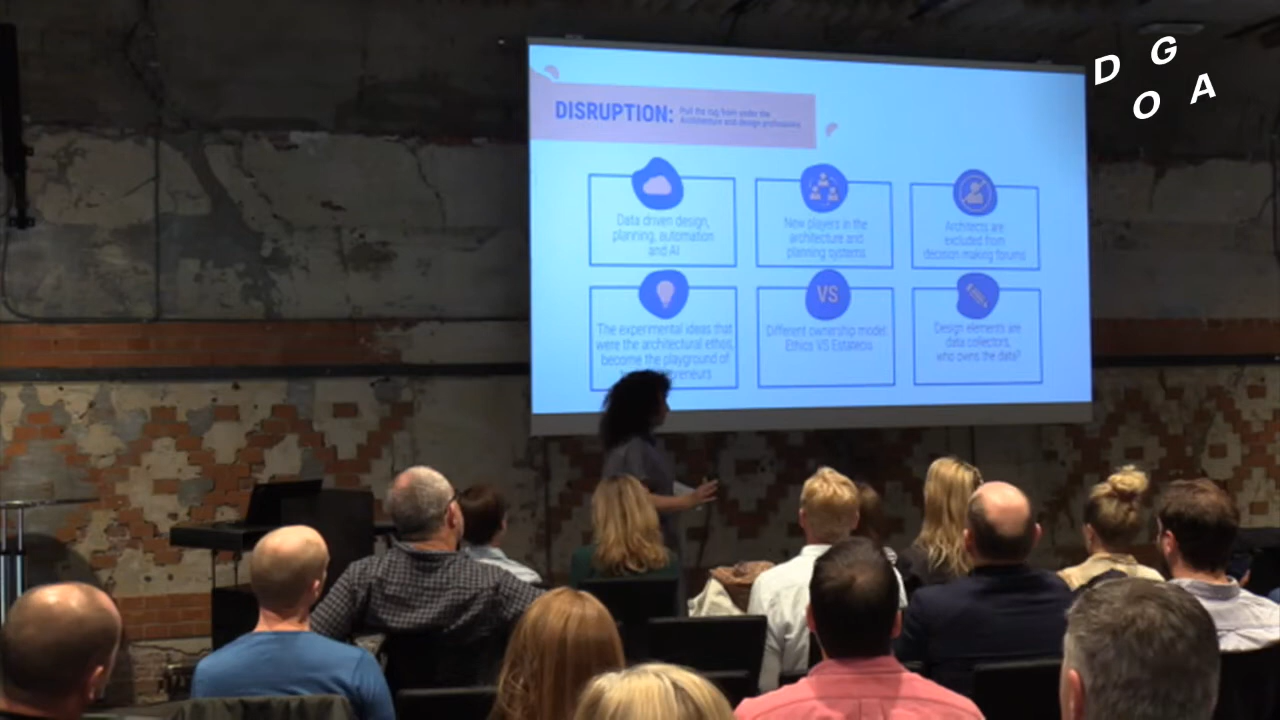 D G
O A
DISRUPTION: Pull the rug from under the
Architecture and design professions
Data driven design,
planning, automation
and AI
New players in the
architecture and
planning systems
Architects are
excluded from
decision making forums
The experimental ideas that
were the architectural ethos,
become the playground of
VS
Different ownership model:
Ethics VS Estate
Design elements are
data collectors,
who owns the data?